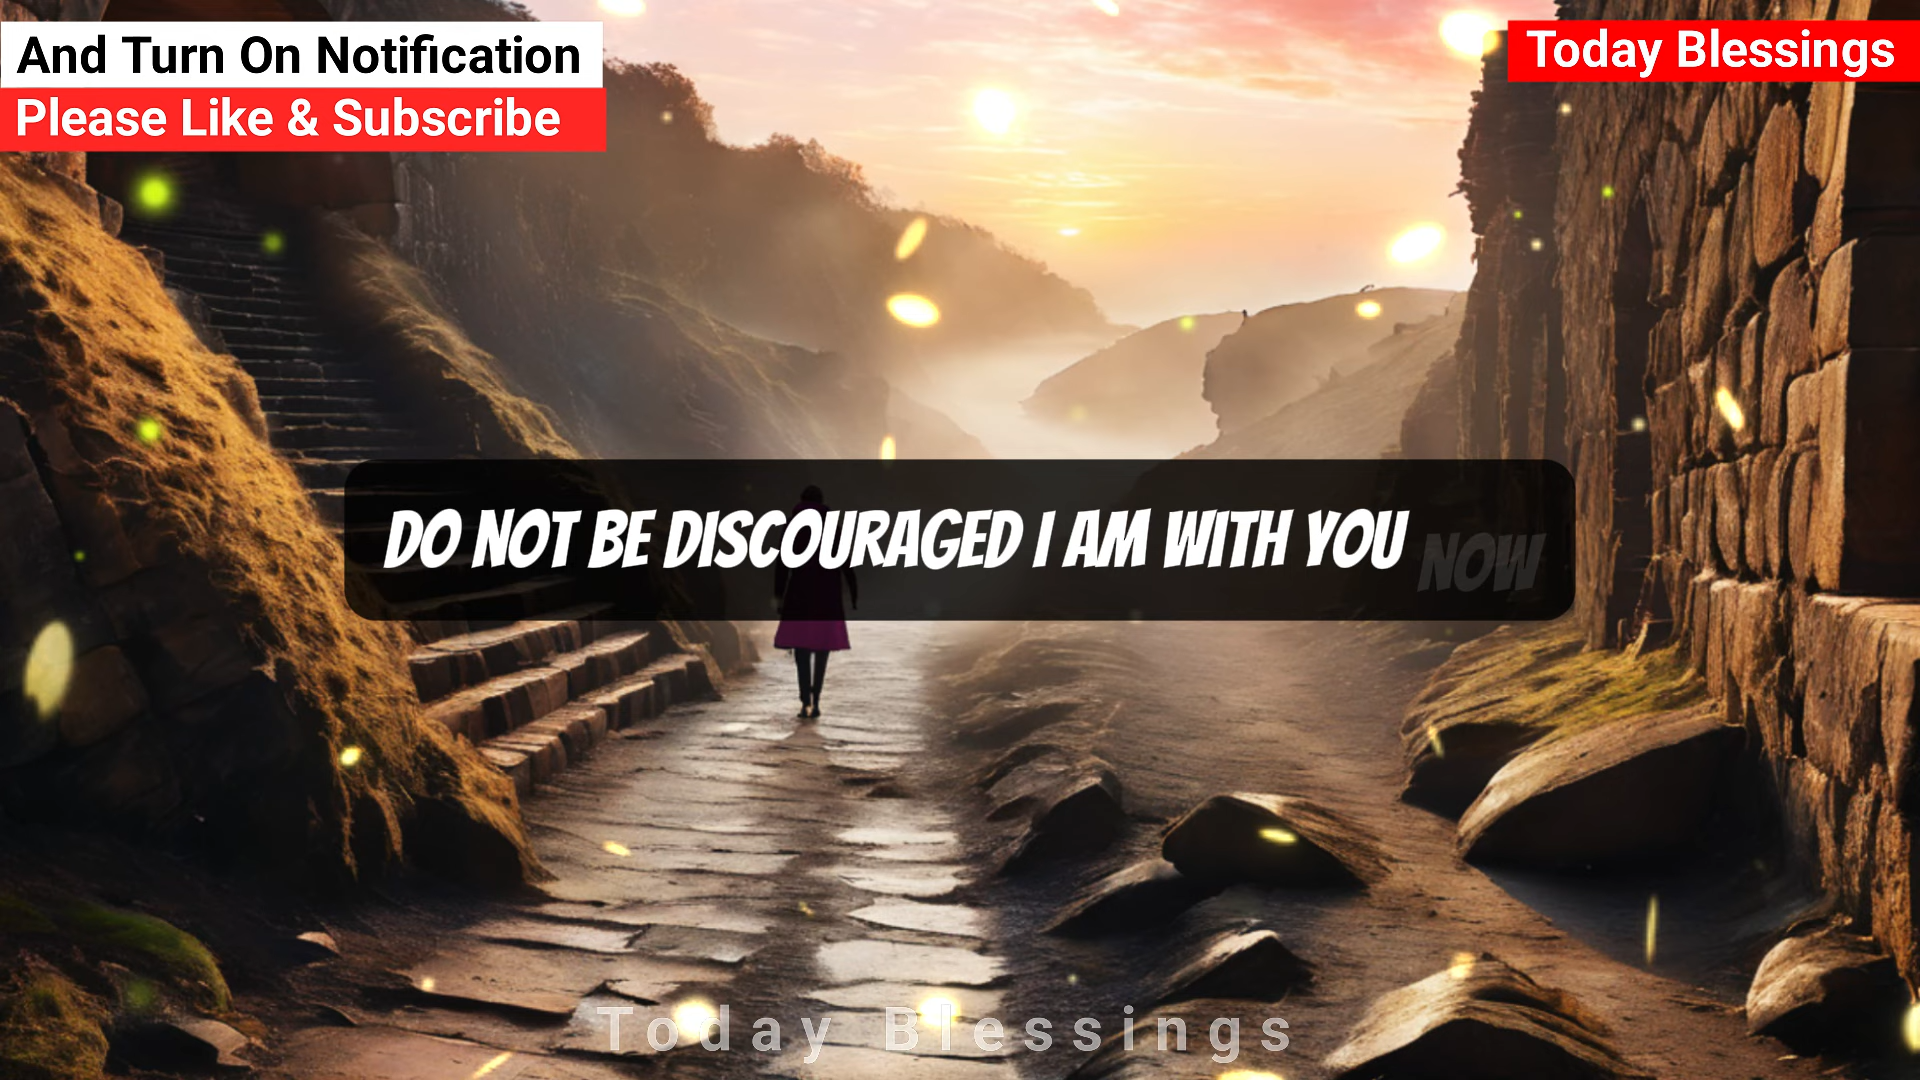 And Turn On Notification
Please Like & Subscribe
Today Blessings
DO NOT BE DISCOURAGED I AM WITH YOU NOW
Today Blessings